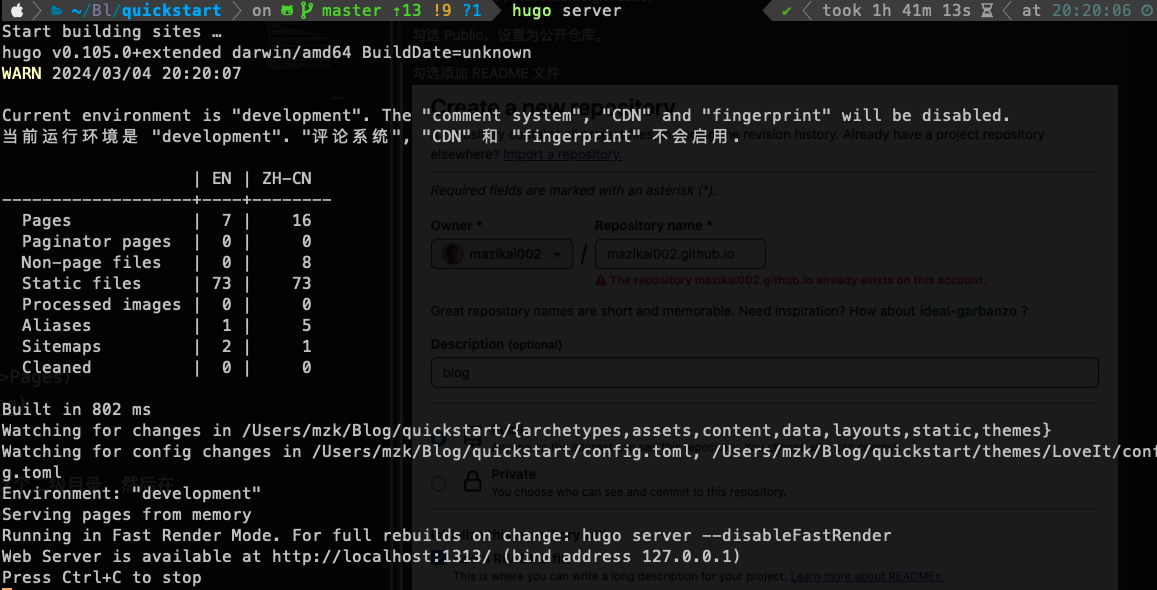 ~/Bl/quickstart on master ⇡13 !9 ?1 hugo server ✔ took 1h 41m 13s at 20:20:06
勾选 Public，设置为公开仓库。
Start building sites …
hugo v0.105.0+extended darwin/amd64 BuildDate=unknown
WARN 2024/03/04 20:20:07
勾选添加 README 文件
Create a new repository
Current environment is "development". The "comment system", "CDN" and "fingerprint" will be disabled.
当前运行环境是 "development". "评论系统", "CDN" 和 "fingerprint" 不会启用.
the revision history. Already have a project repository
elsewhere? Import a repository.
| EN | ZH-CN
-------------------+----+--------
Pages | 7 | 16
Paginator pages | 0 | 0
Non-page files | 0 | 8
Static files | 73 | 73
Processed images | 0 | 0
Aliases | 1 | 5
Sitemaps | 2 | 1
Cleaned | 0 | 0
Required fields are marked with an asterisk (*).
Owner *
Repository name *
mazikai002 / mazikai002.github.io
The repository mazikai002.github.io already exists on this account.
Great repository names are short and memorable. Need inspiration? How about ideal-garbanzo ?
Description (optional)
blog
>Pages)
Built in 802 ms
Watching for changes in /Users/mzk/Blog/quickstart/{archetypes,assets,content,data,layouts,static,themes}
Watching for config changes in /Users/mzk/Blog/quickstart/config.toml, /Users/mzk/Blog/quickstart/themes/LoveIt/conf
g.toml
Private
You choose who can see and commit to this repository.
Environment: "development"
Serving pages from memory
Running in Fast Render Mode. For full rebuilds on change: hugo server --disableFastRender
Web Server is available at http://localhost:1313/ (bind address 127.0.0.1)
Press Ctrl+C to stop
This is where you can write a long description for your project. Learn more about READMEs.